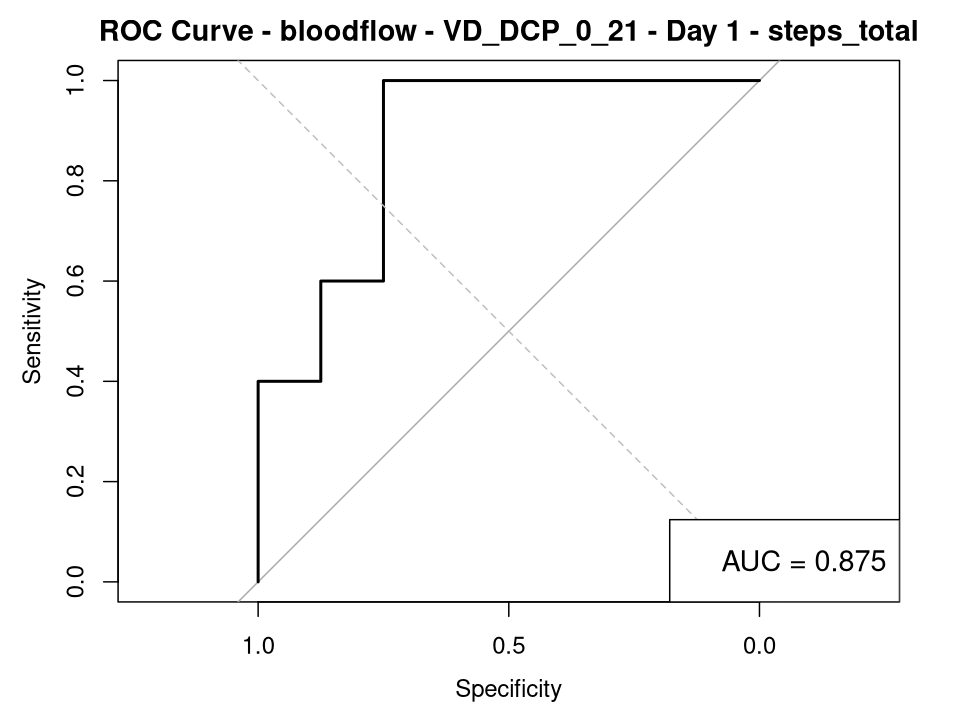 ROC Curve - bloodflow - VD_DCP_0_21 - Day 1 - steps_total
1.0
0.8
0.6
0.4
0.2
0.0
Sensitivity
AUC = 0.875
1.0 0.5 0.0
Specificity